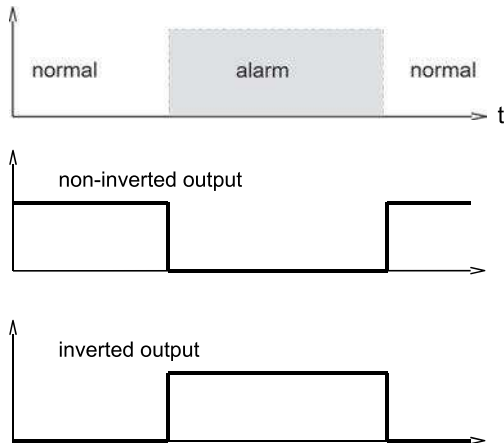 normal alarm normal
t
non-inverted output
inverted output